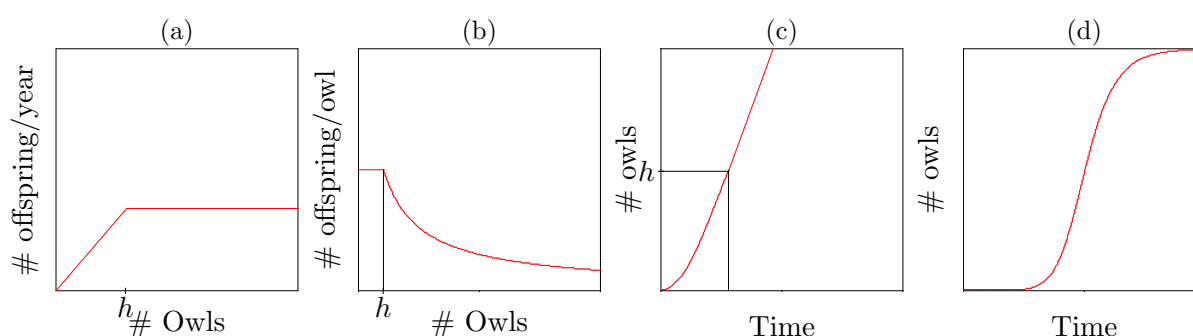 (a)
# offspring/year
h
# Owls
(b)
# offspring/owl
h
# Owls
(c)
# owls
h
Time
(d)
# owls
Time